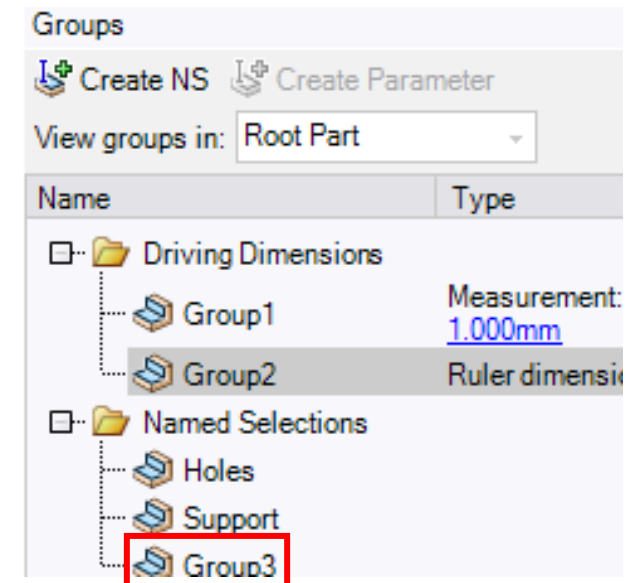 Groups
Create NS Create Parameter
View groups in: Root Part
Name Type
Driving Dimensions
Group1 Measurement:
1.000mm
Group2 Ruler
Named Selections
Holes
Support
Group3